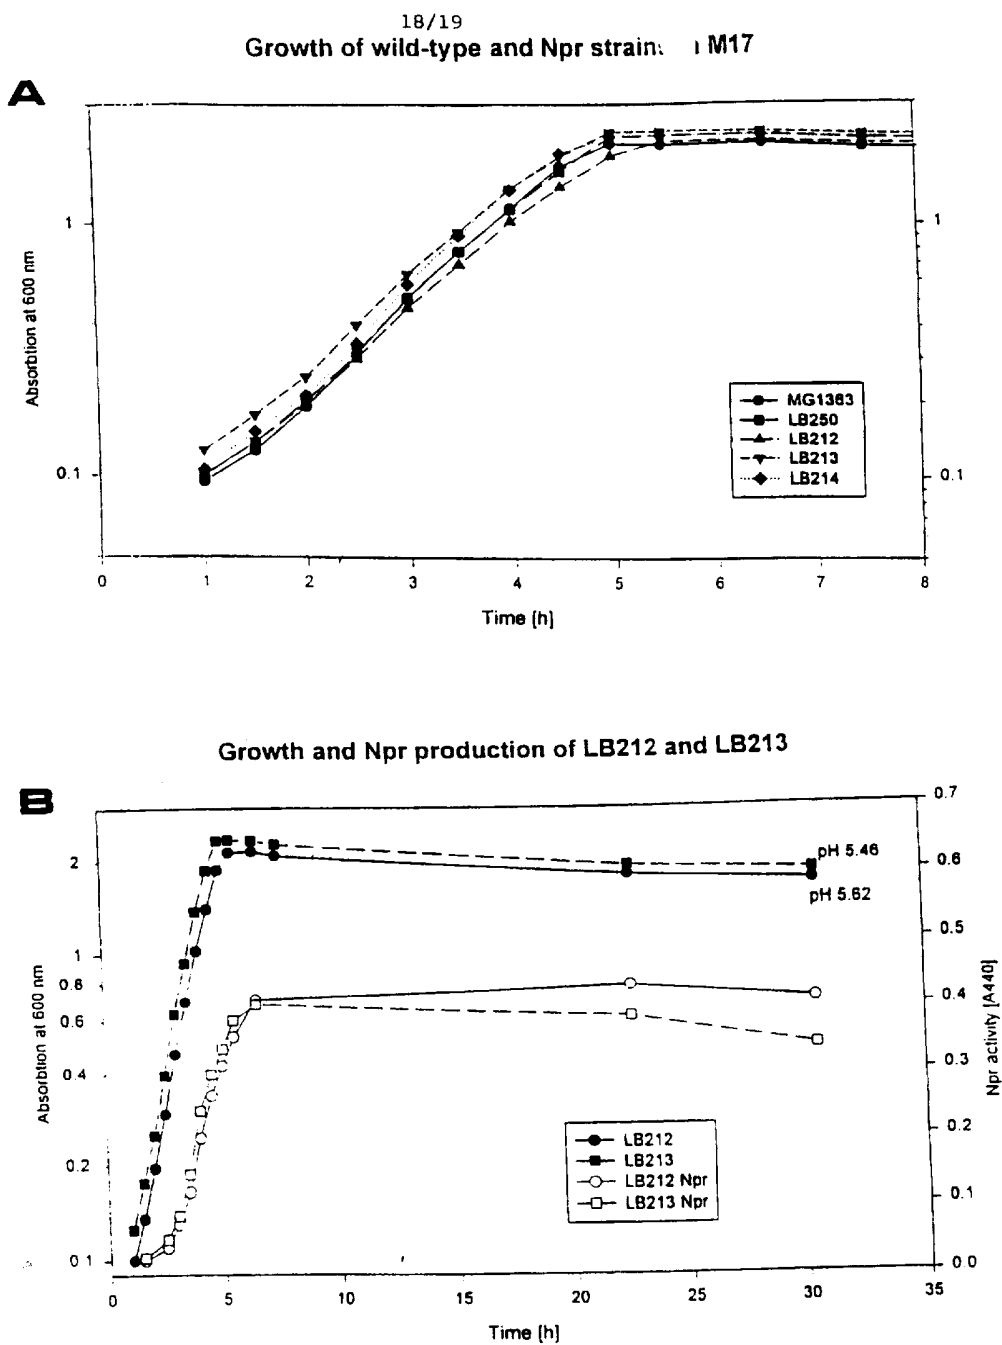 18/19
Growth of wild-type and Npr strain M17
A
Absorbtion at 600 nm
1
0.1
1
0.1
MG1363
LB250
LB212
LB213
LB214
0 1 2 3 4 5 6 7 8
Time [h]
Growth and Npr production of LB212 and LB213
B
Absorbtion at 600 nm
2
1
0.8
0.6
0.4
0.2
0.1
pH 5.46
pH 5.62
0.7
0.6
0.5
0.4
0.3
0.2
0.1
0.0
Npr activity [A440]
LB212
LB213
LB212 Npr
LB213 Npr
0 5 10 15 20 25 30 35
Time [h]